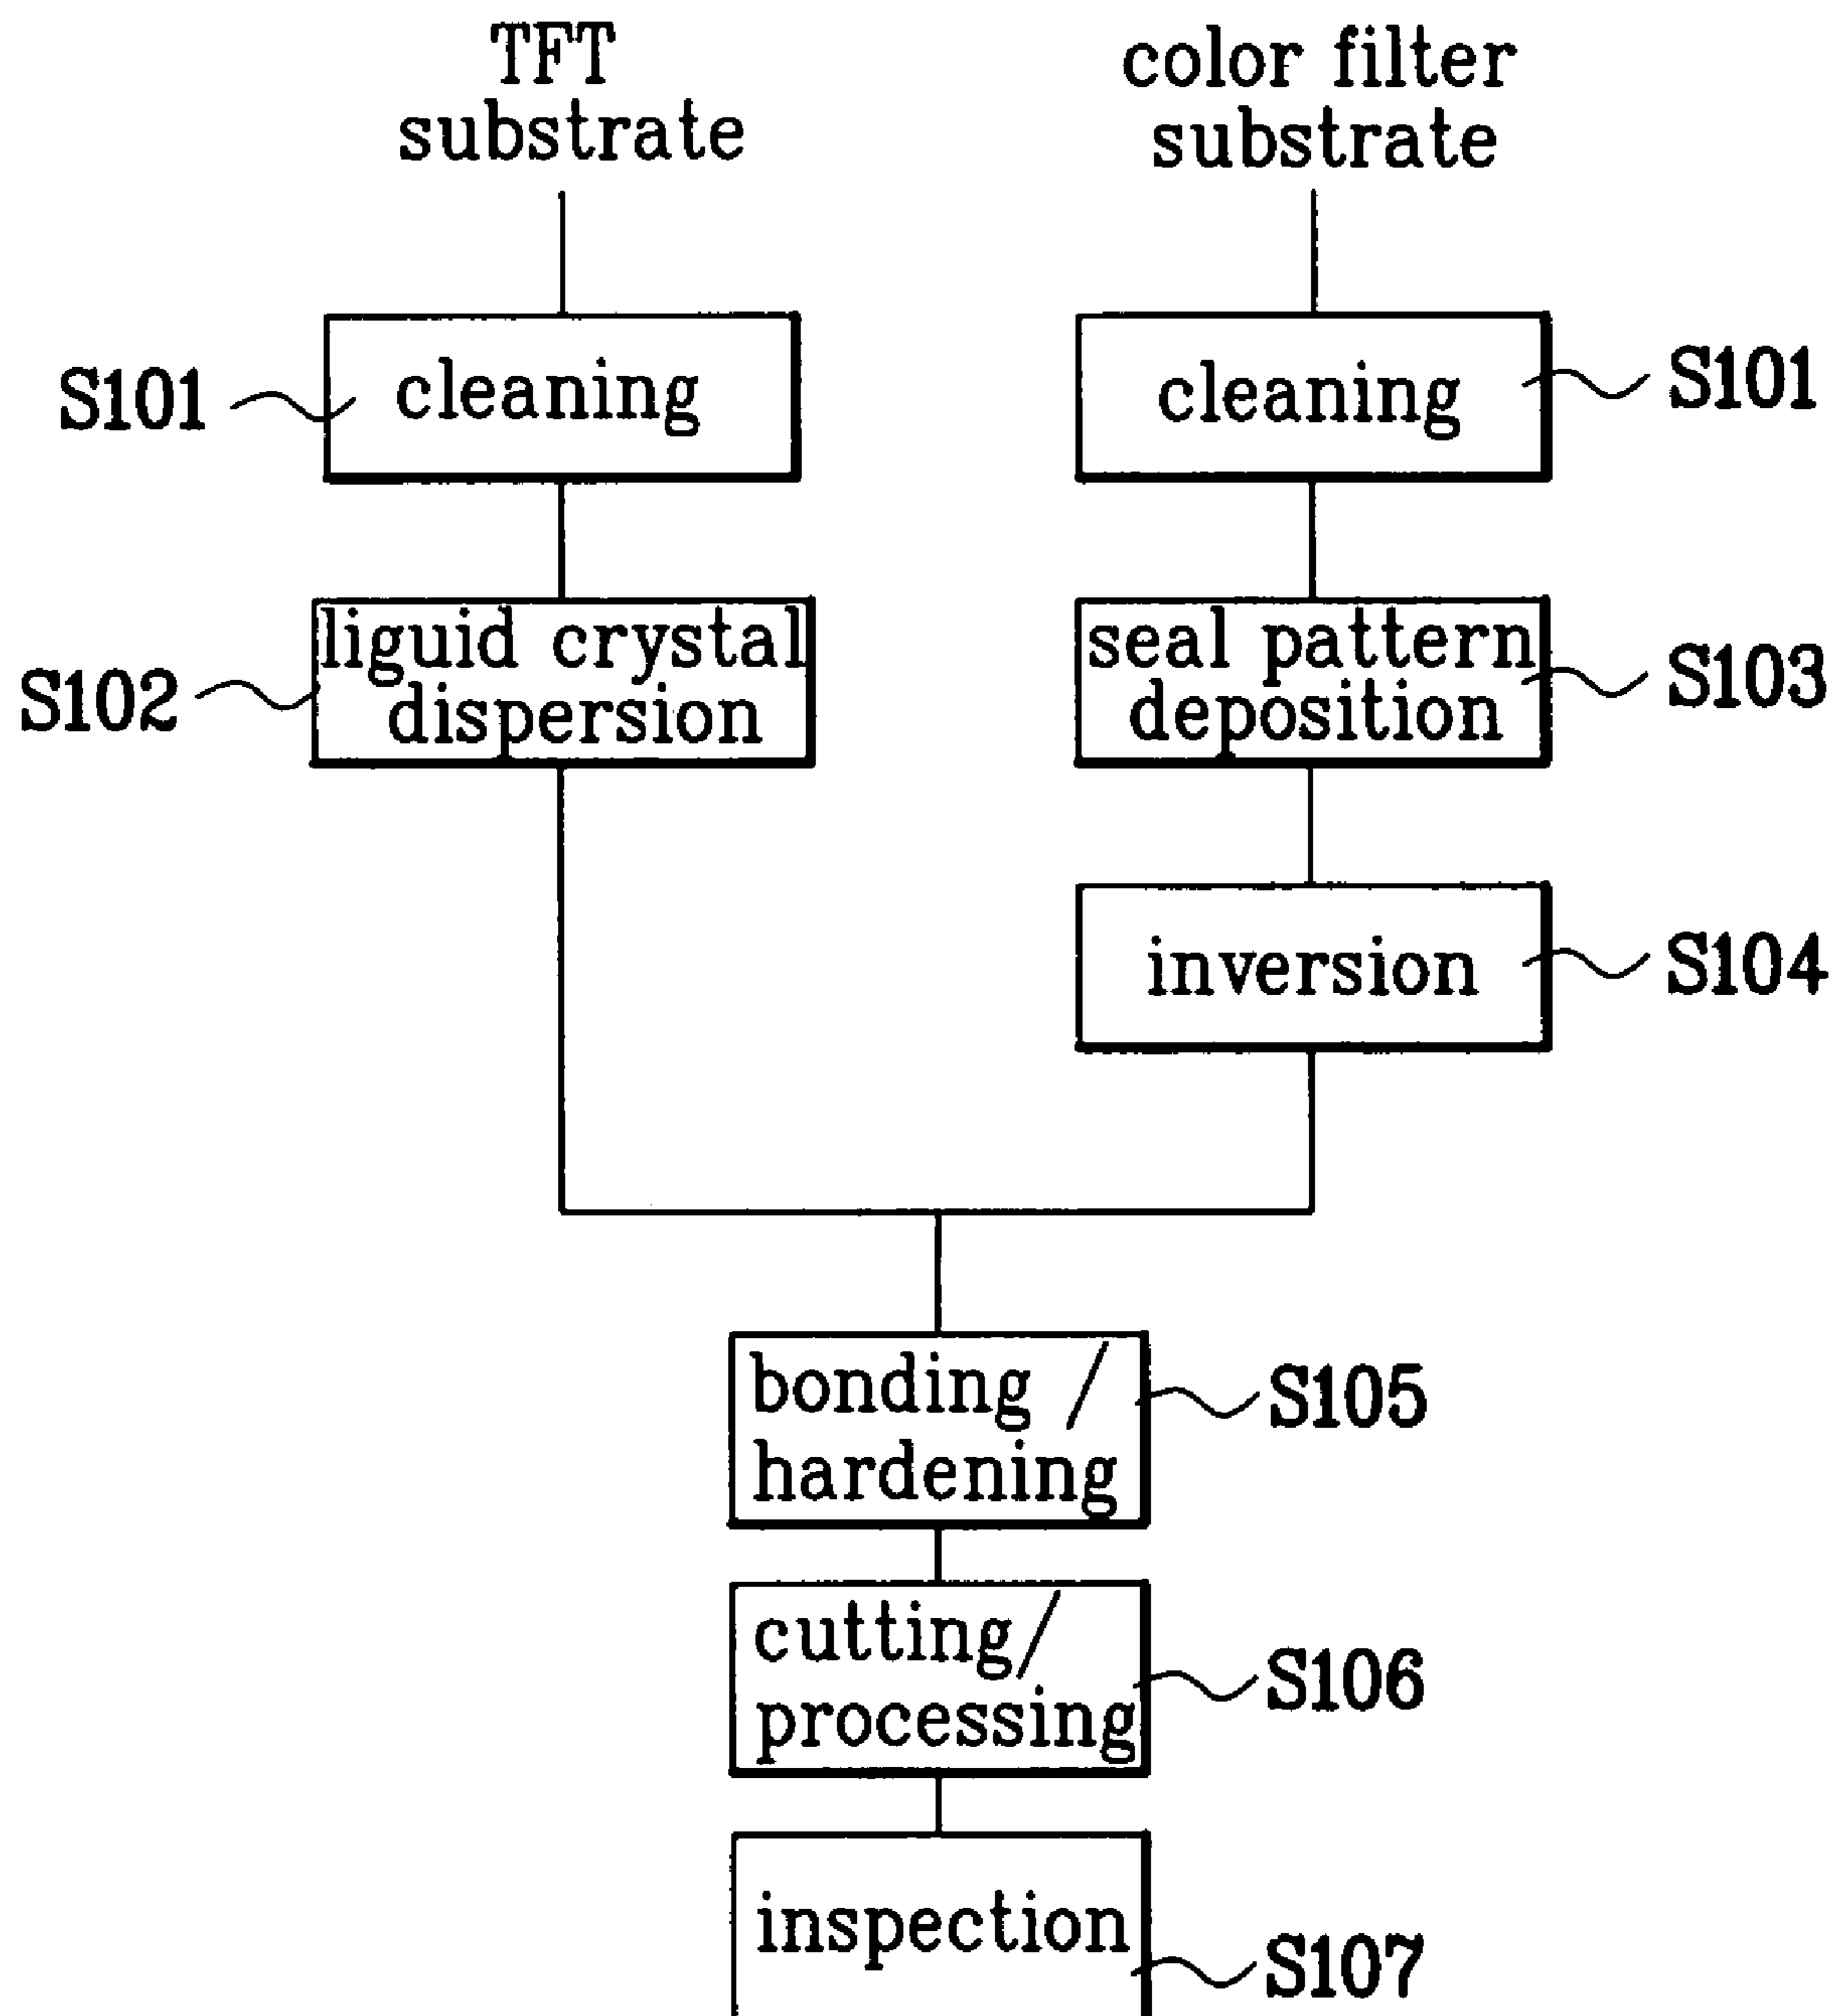 TFT
substrate
color filter
substrate
S101
cleaning
cleaning
S101
S102
liguid crystal
dispersion
seal pattern
deposition
S103
inversion
S104
bonding /
hardening
S105
cutting/
processing
S106
inspection
S107